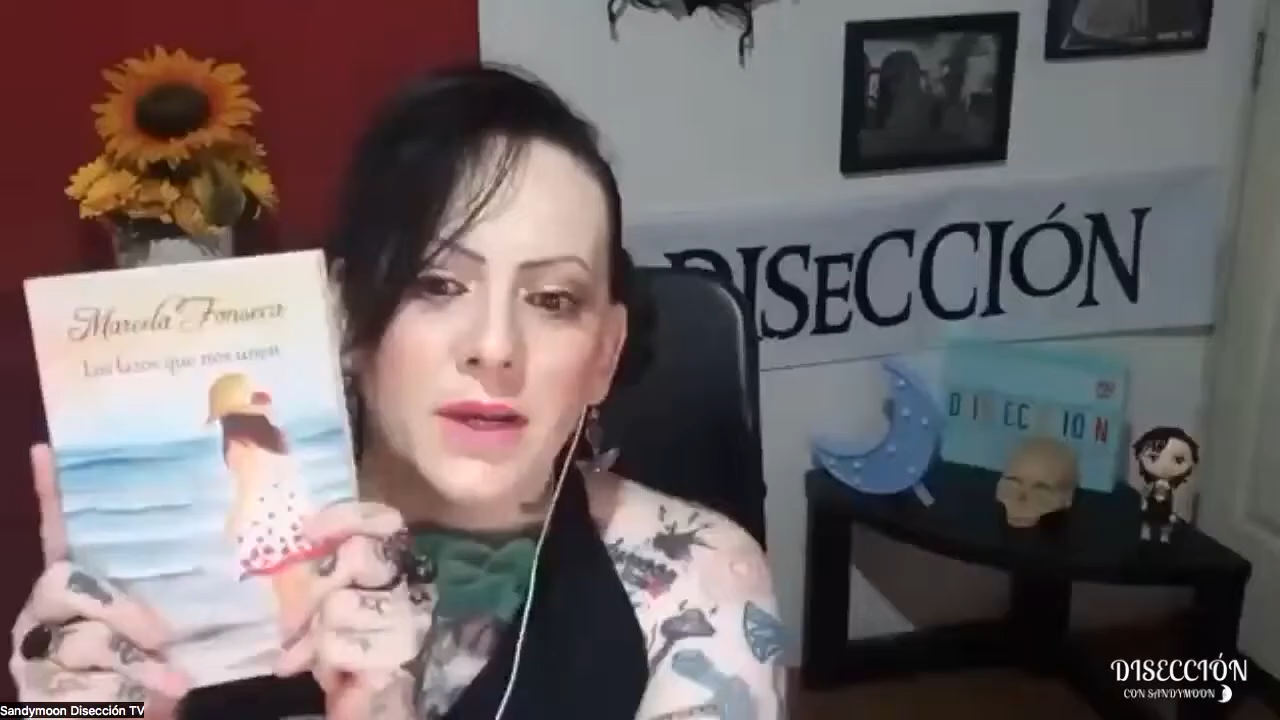 Marcela Fonseca
Los lazos que nos unen
DISECCIÓN
DISECCION
DISECCIÓN
CON SANDYMOON
Sandymoon Disección TV